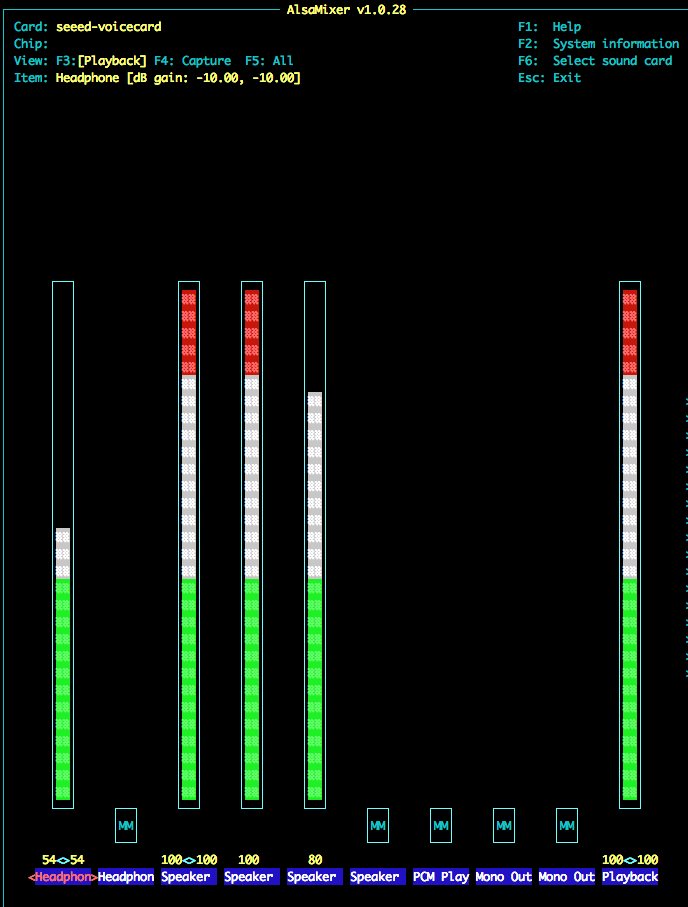 AlsaMixer v1.0.28
Card: seeed-voicecard F1: Help
Chip: F2: System information
View: F3:[Playback] F4: Capture F5: All F6: Select sound card
Item: Headphone [dB gain: -10.00, -10.00] Esc: Exit
MM MM MM MM MM
54<>54 100<>100 100 80 100<>100
<Headphon>Headphon Speaker Speaker Speaker Speaker PCM Play Mono Out Mono Out Playback